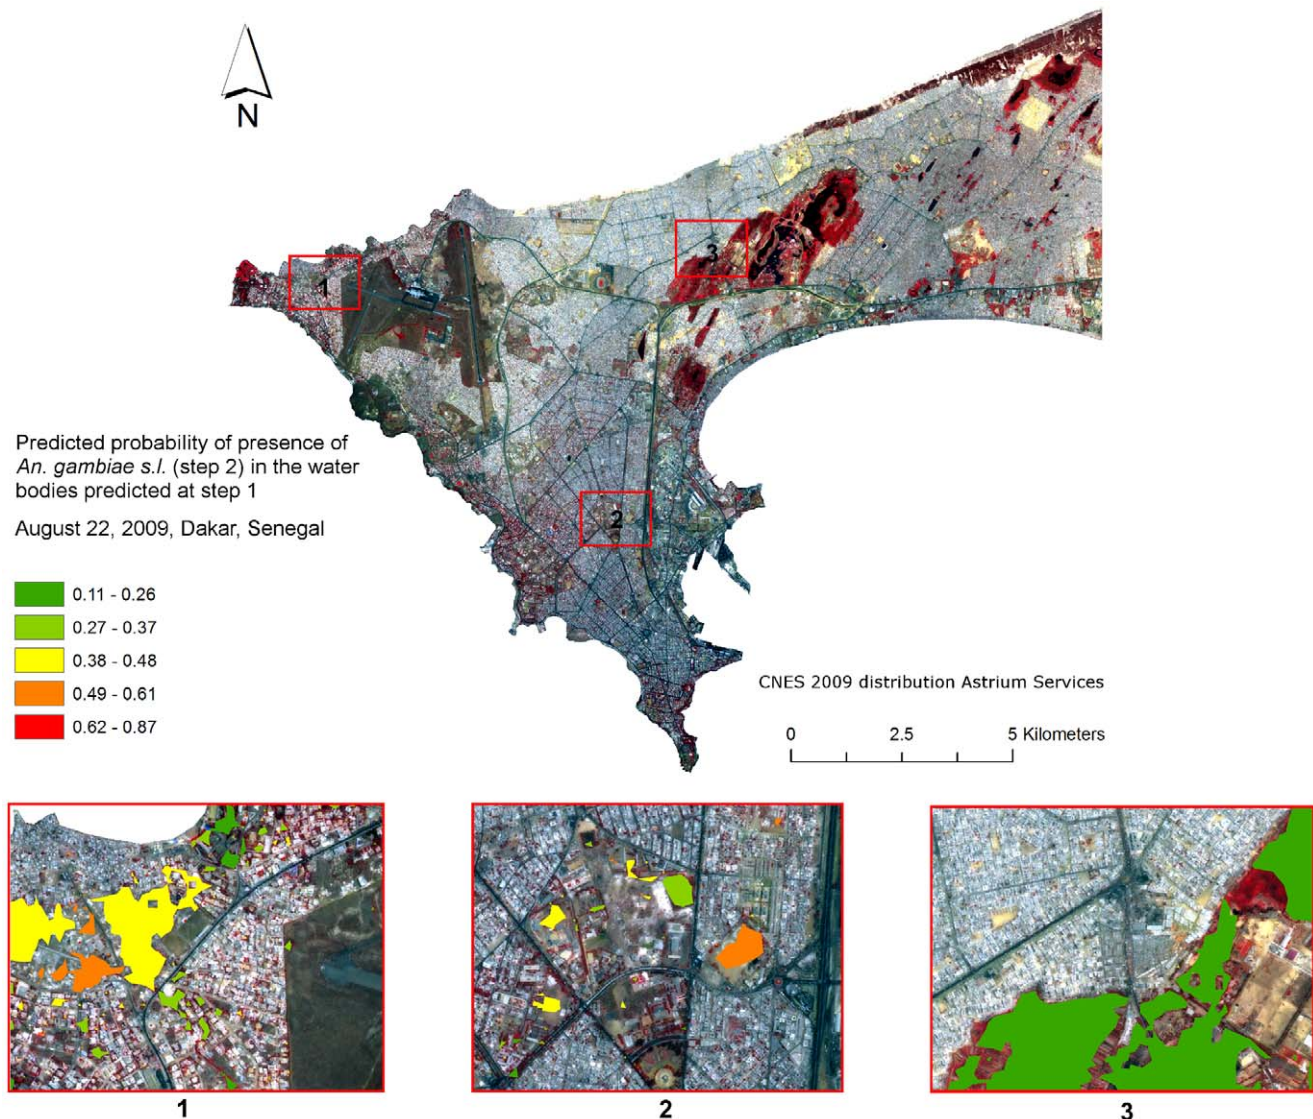 N
1
3
2
Predicted probability of presence of
An. gambiae s.l. (step 2) in the water
bodies predicted at step 1
August 22, 2009, Dakar, Senegal
0.11 - 0.26
0.27 - 0.37
0.38 - 0.48
0.49 - 0.61
0.62 - 0.87
CNES 2009 distribution Astrium Services
0 2.5 5 Kilometers
1 2 3